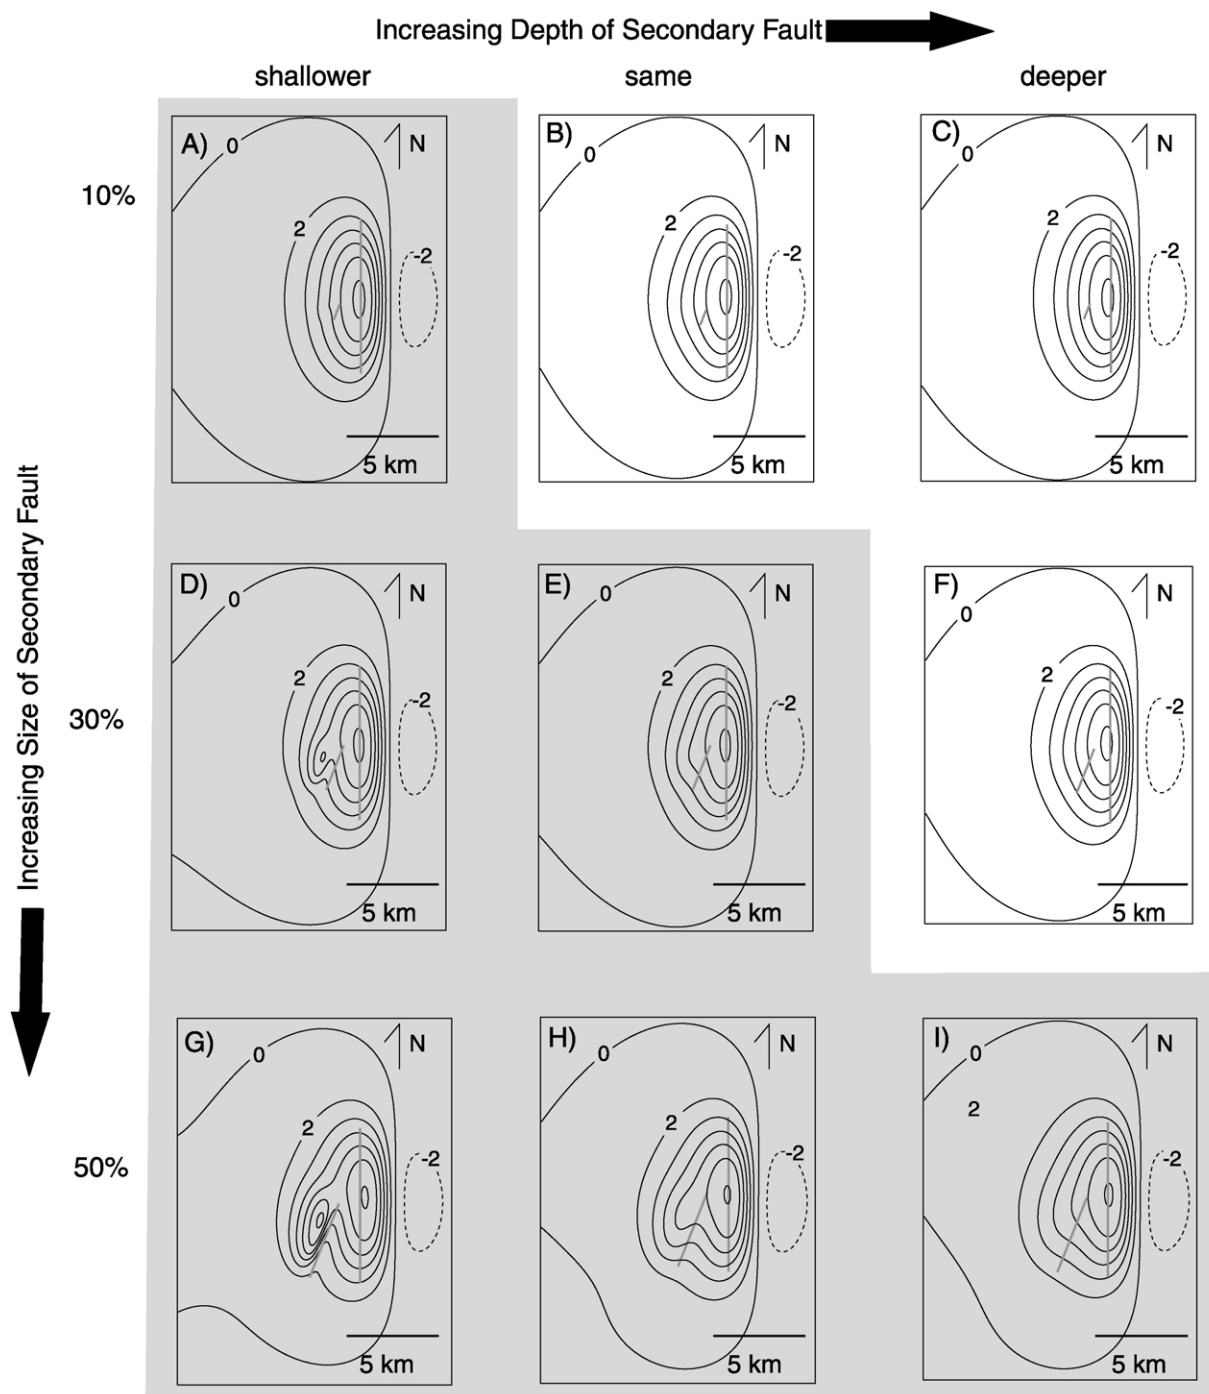 Increasing Depth of Secondary Fault
shallower same deeper
Increasing Size of Secondary Fault
10%
A) 0 N
2
-2
5 km
B) 0 N
2
-2
5 km
C) 0 N
2
-2
5 km
30%
D) 0 N
2
-2
5 km
E) 0 N
2
-2
5 km
F) 0 N
2
-2
5 km
50%
G) 0 N
2
-2
5 km
H) 0 N
2
-2
5 km
I) 0 N
2
-2
5 km